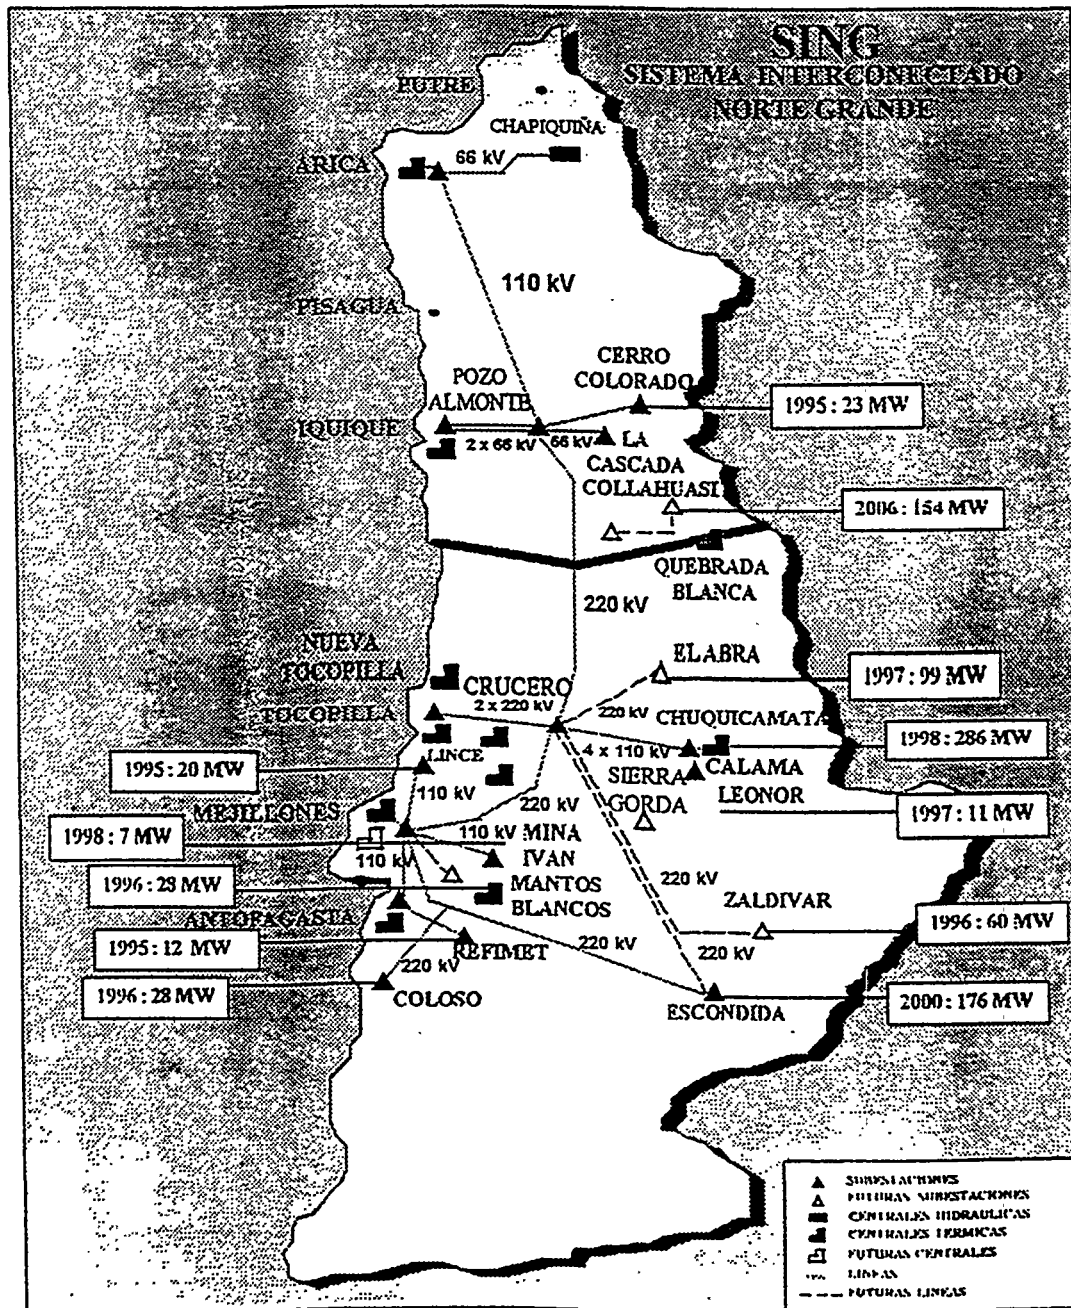 SING
SISTEMA INTERCONECTADO
NORTE GRANDE
PUTRE
CHAPIQUIÑA
ARICA
66 kV
110 kV
PISAGUA
CERRO
COLORADO
POZO
ALMONTE
1995 : 23 MW
IQUIQUE
2 x 66 kV
66 kV
LA
CASCADA
COLLAHUASI
2006 : 154 MW
QUEBRADA
BLANCA
220 kV
NUEVA
TOCOPILLA
ELABRA
1997 : 99 MW
CRUCERO
2 x 220 kV
220 kV
TOCOPILLA
CHUQUICAMATA
1998 : 286 MW
4 x 110 kV
LINCE
1995 : 20 MW
SIERRA
GORDA
CALAMA
LEONOR
110 kV
MEJILLONES
220 kV
1997 : 11 MW
1998 : 7 MW
110 kV
MINA
IVAN
110 kV
1996 : 28 MW
MANTOS
BLANCOS
220 kV
ZALDIVAR
ANTOFAGASTA
1996 : 60 MW
1995 : 12 MW
REFIMET
220 kV
220 kV
220 kV
1996 : 28 MW
COLOSO
ESCONDIDA
2000 : 176 MW
SUBESTACIONES
FUTURAS SUBESTACIONES
CENTRALES HIDRAULICAS
CENTRALES TERMICAS
FUTURAS CENTRALES
LINEAS
FUTURAS LINEAS